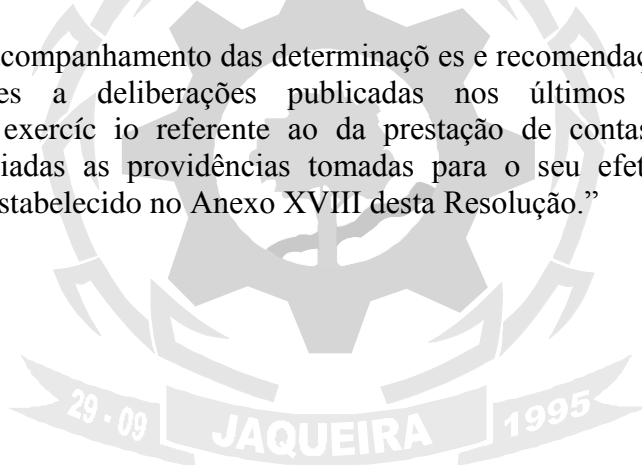 companhamento das determinaçõ es e recomendaç
es a deliberações publicadas nos últimos
exercíc io referente ao da prestação de contas
iadas as providências tomadas para o seu efet
stabelecido no Anexo XVIII desta Resolução.”
29 - 09 JAQUEIRA 1995